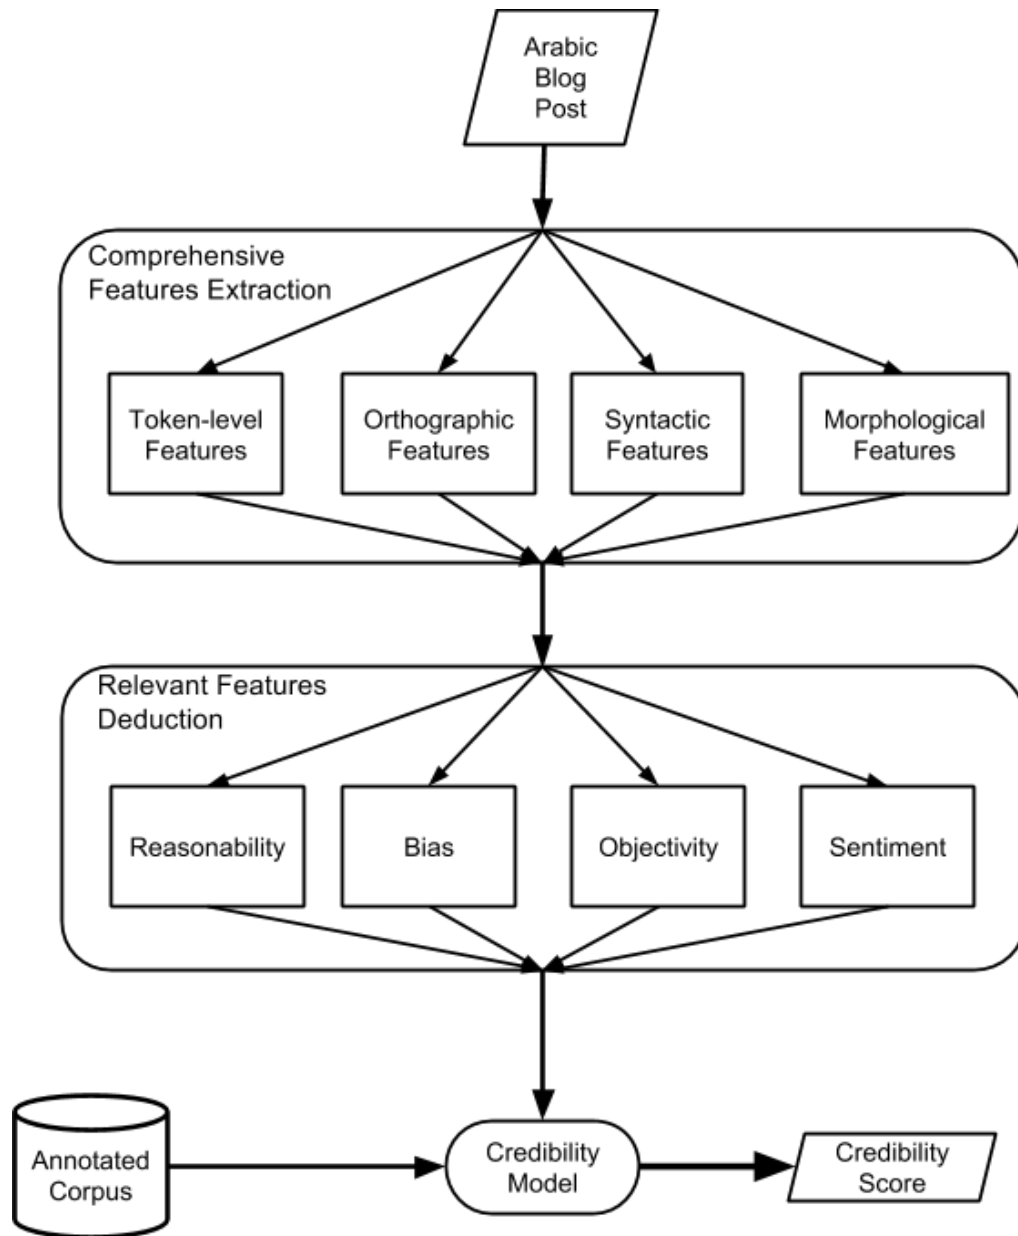 Arabic
Blog
Post
Comprehensive
Features Extraction
Token-level
Features
Orthographic
Features
Syntactic
Features
Morphological
Features
Relevant Features
Deduction
Reasonability
Bias
Objectivity
Sentiment
Annotated
Corpus
Credibility
Model
Credibility
Score